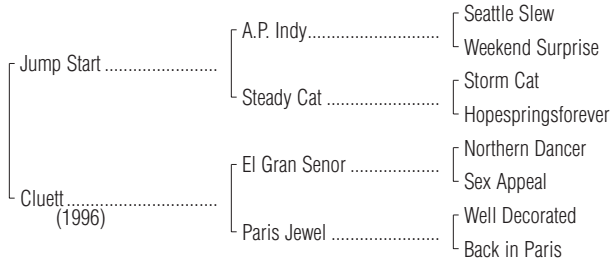 Seattle Slew
A.P. Indy..............................
Weekend Surprise
Jump Start ..........................
Storm Cat
Steady Cat ..........................
Hopespringsforever
Northern Dancer
El Gran Senor ....................
Sex Appeal
Cluett............................
(1996)
Well Decorated
Paris Jewel ........................
Back in Paris